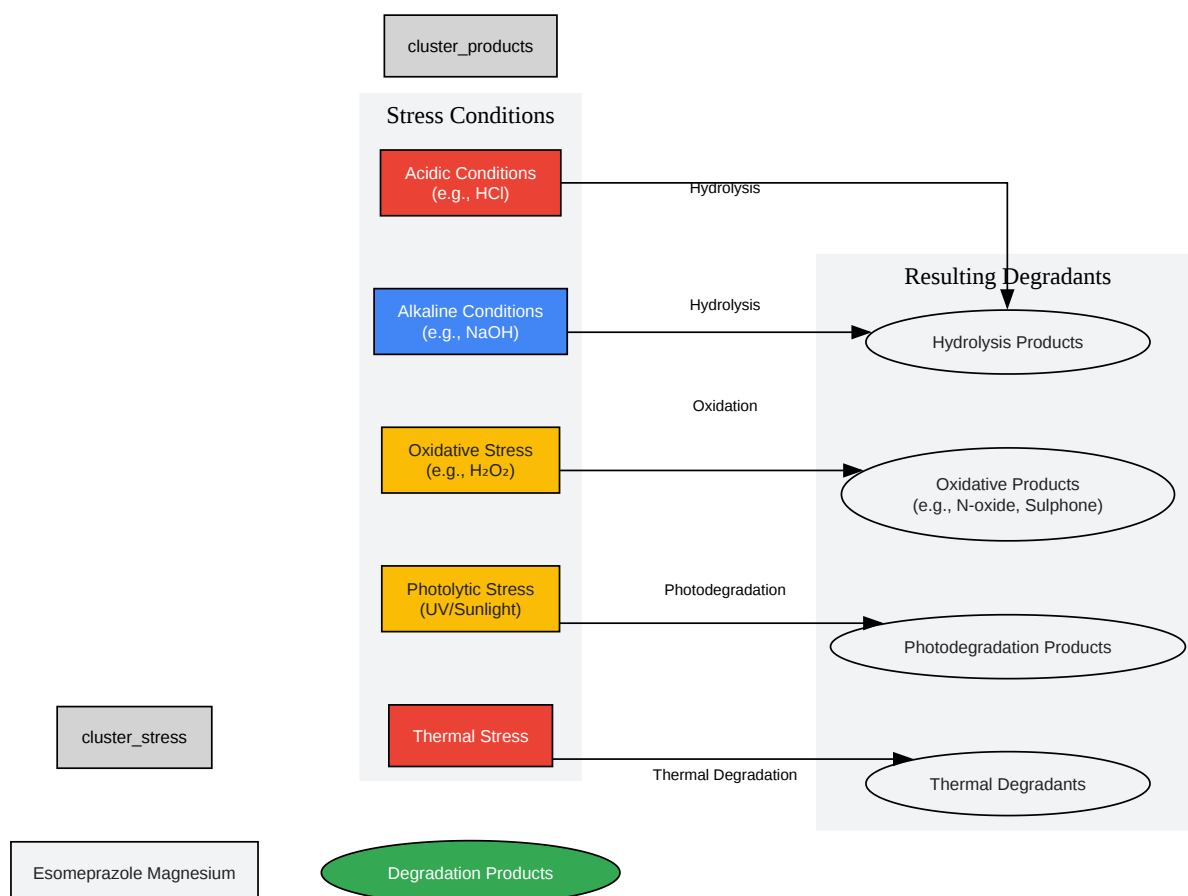 cluster_products
Stress Conditions
Acidic Conditions
(e.g., HCl)
Hydrolysis
Resulting Degradants
Alkaline Conditions
(e.g., NaOH)
Hydrolysis
Hydrolysis Products
Oxidation
Oxidative Stress
(e.g., H₂O₂)
Oxidative Products
(e.g., N-oxide, Sulphone)
Photolytic Stress
(UV/Sunlight)
Photodegradation
Photodegradation Products
cluster_stress
Thermal Stress
Thermal Degradation
Thermal Degradants
Esomeprazole Magnesium
Degradation Products